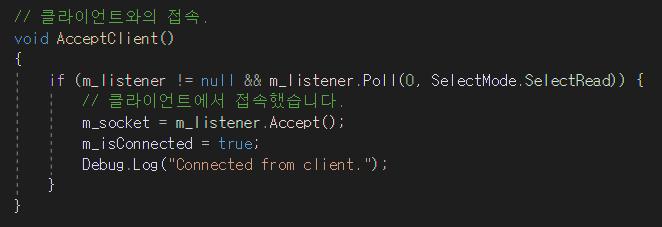 // 클라이언트와의 접속.
void AcceptClient()
{
    if (m_listener != null && m_listener.Poll(0, SelectMode.SelectRead)) {
        // 클라이언트에서 접속했습니다.
        m_socket = m_listener.Accept();
        m_isConnected = true;
        Debug.Log("Connected from client.");
    }
}